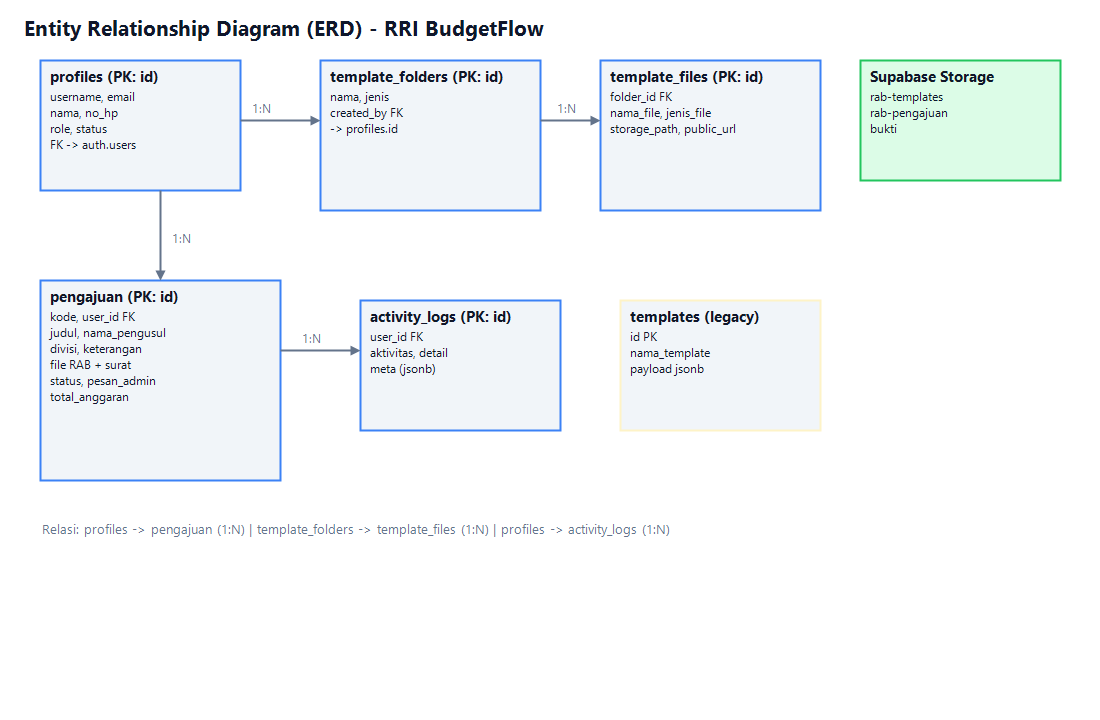 Entity Relationship Diagram (ERD) - RRI BudgetFlow
profiles (PK: id)
username, email
nama, no_hp
role, status
FK -> auth.users
1:N
template_folders (PK: id)
nama, jenis
created_by FK
-> profiles.id
1:N
template_files (PK: id)
folder_id FK
nama_file, jenis_file
storage_path, public_url
Supabase Storage
rab-templates
rab-pengajuan
bukti
1:N
pengajuan (PK: id)
kode, user_id FK
judul, nama_pengusul
divisi, keterangan
file RAB + surat
status, pesan_admin
total_anggaran
1:N
activity_logs (PK: id)
user_id FK
aktivitas, detail
meta (jsonb)
templates (legacy)
id PK
nama_template
payload jsonb
Relasi: profiles -> pengajuan (1:N) | template_folders -> template_files (1:N) | profiles -> activity_logs (1:N)